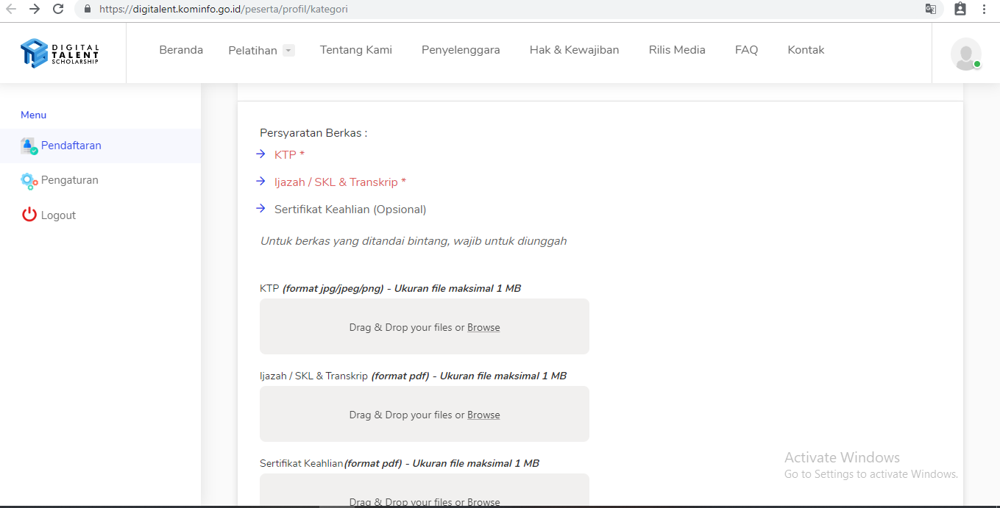 https://digitalent.kominfo.go.id/peserta/profil/kategori
DIGITAL
TALENT
SCHOLARSHIP
Beranda
Pelatihan
Tentang Kami
Penyelenggara
Hak & Kewajiban
Rilis Media
FAQ
Kontak
Menu
Pendaftaran
Pengaturan
Logout
Persyaratan Berkas :
KTP *
Ijazah / SKL & Transkrip *
Sertifikat Keahlian (Opsional)
Untuk berkas yang ditandai bintang, wajib untuk diunggah
KTP (format jpg/jpeg/png) - Ukuran file maksimal 1 MB
Drag & Drop your files or Browse
Ijazah / SKL & Transkrip (format pdf) - Ukuran file maksimal 1 MB
Drag & Drop your files or Browse
Sertifikat Keahlian(format pdf) - Ukuran file maksimal 1 MB
Drag & Drop your files or Browse
Activate Windows
Go to Settings to activate Windows.